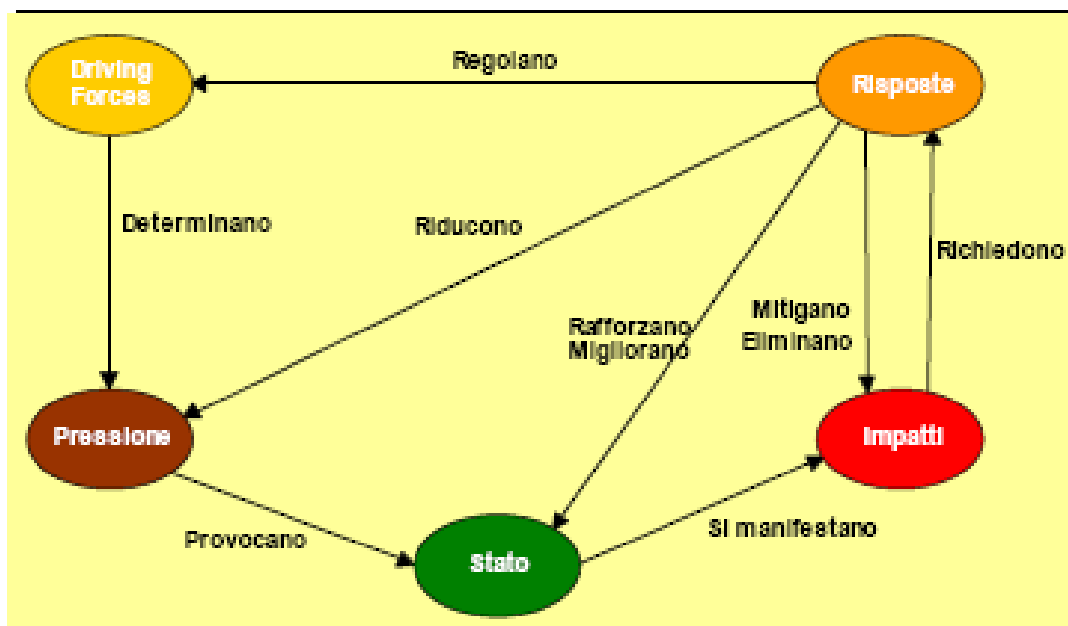 Driving
Forces
Regolano
Risposte
Determinano
Riducono
Richiedono
Rafforzano
Migliorano
Mitigano
Eliminano
Pressione
Impatti
Provocano
Stato
Si manifestano